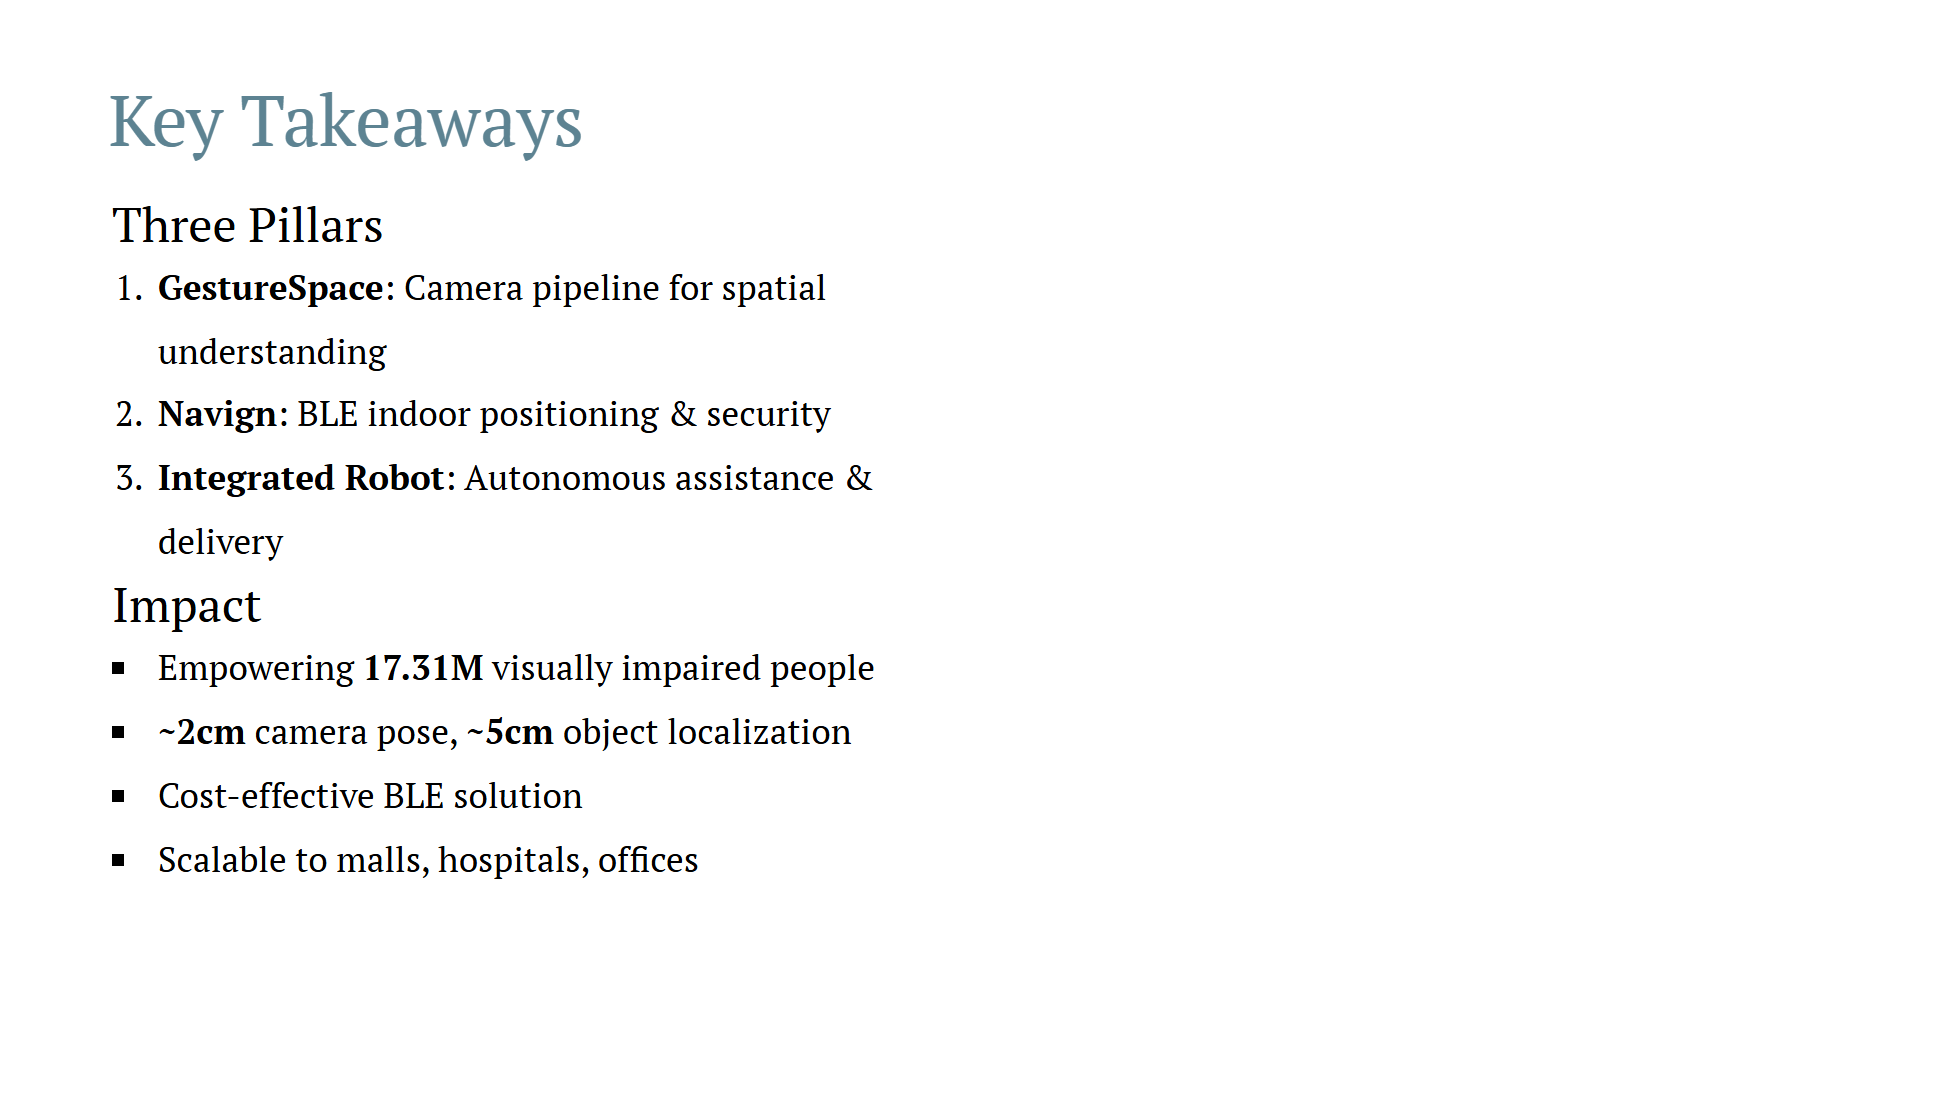 Key Takeaways
Three Pillars
1. GestureSpace: Camera pipeline for spatial
understanding
2. Navign: BLE indoor positioning & security
3. Integrated Robot: Autonomous assistance &
delivery
Impact
▪ Empowering 17.31M visually impaired people
▪ ~2cm camera pose, ~5cm object localization
▪ Cost-effective BLE solution
▪ Scalable to malls, hospitals, offices